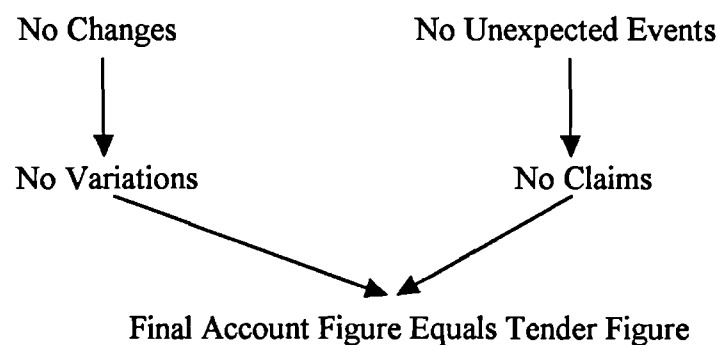 No Changes No Unexpected Events
No Variations No Claims
Final Account Figure Equals Tender Figure